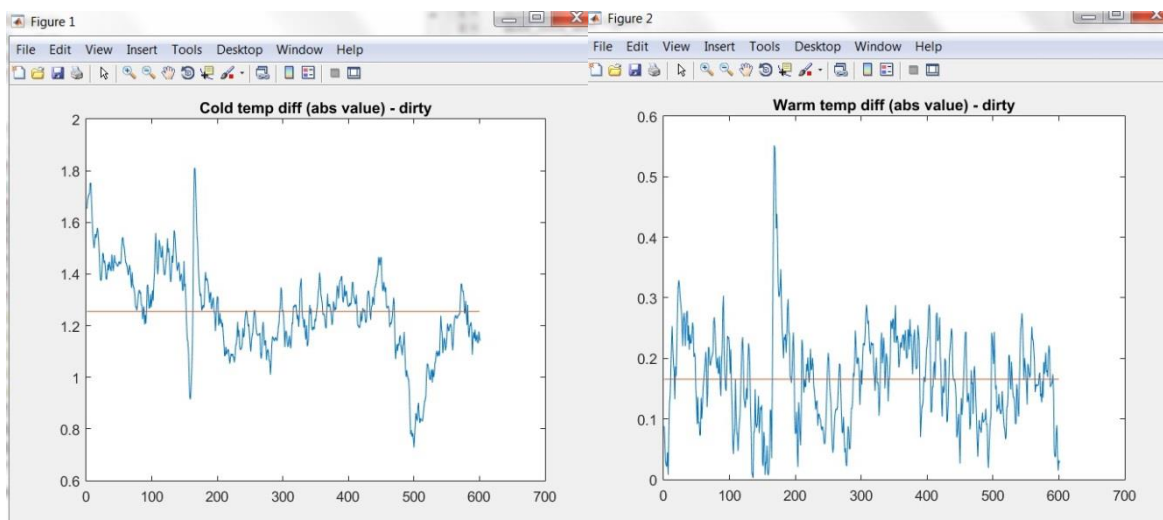 Figure 1
File Edit View Insert Tools Desktop Window Help
Cold temp diff (abs value) - dirty
2
1.8
1.6
1.4
1.2
1
0.8
0.6
0 100 200 300 400 500 600 700
Figure 2
File Edit View Insert Tools Desktop Window Help
Warm temp diff (abs value) - dirty
0.6
0.5
0.4
0.3
0.2
0.1
0
0 100 200 300 400 500 600 700